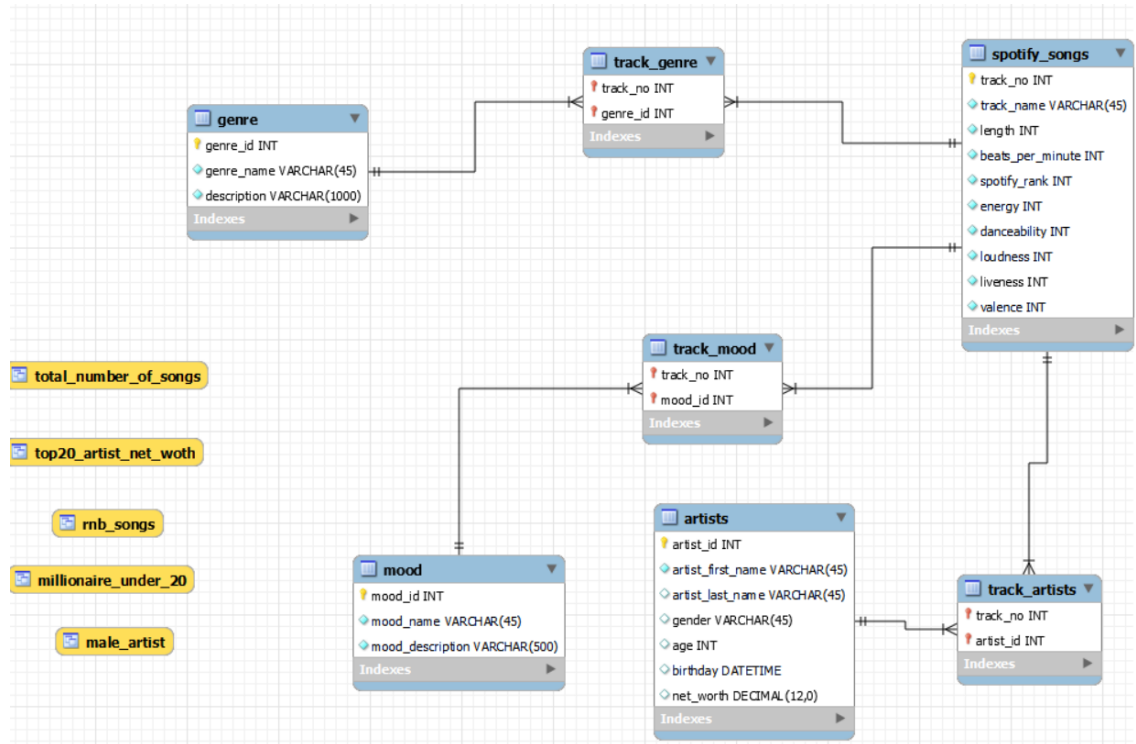 track_genre
track_no INT
genre_id INT
Indexes
spotify_songs
track_no INT
track_name VARCHAR(45)
length INT
beats_per_minute INT
spotify_rank INT
energy INT
danceability INT
loudness INT
liveness INT
valence INT
Indexes
genre
genre_id INT
genre_name VARCHAR(45)
description VARCHAR(1000)
Indexes
track_mood
track_no INT
mood_id INT
Indexes
total_number_of_songs
top20_artist_net_woth
rnb_songs
millionaire_under_20
male_artist
mood
mood_id INT
mood_name VARCHAR(45)
mood_description VARCHAR(500)
Indexes
artists
artist_id INT
artist_first_name VARCHAR(45)
artist_last_name VARCHAR(45)
gender VARCHAR(45)
age INT
birthday DATETIME
net_worth DECIMAL(12,0)
Indexes
track_artists
track_no INT
artist_id INT
Indexes